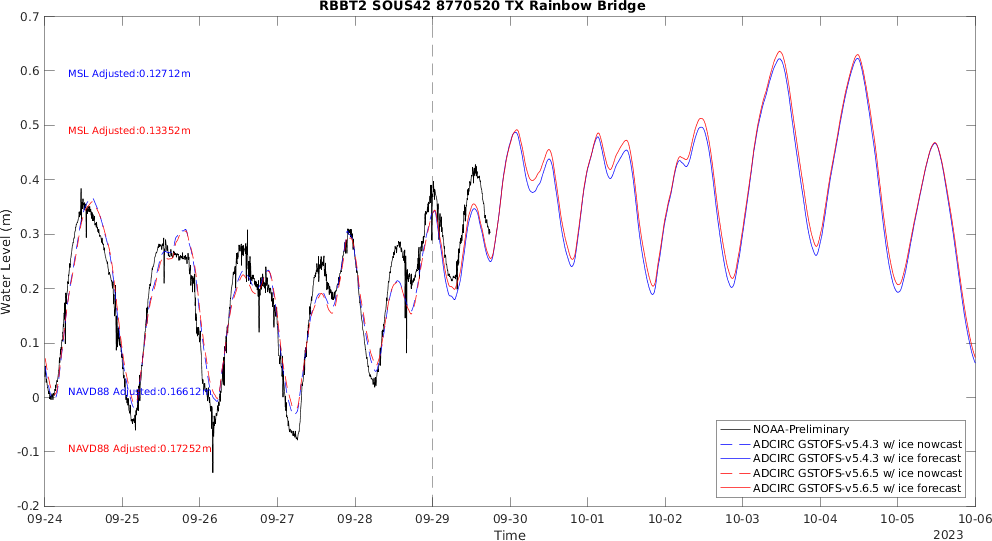 RBBT2 SOUS42 8770520 TX Rainbow Bridge
0.7
0.6
0.5
0.4
0.3
0.2
0.1
0
-0.1
-0.2
Water Level (m)
MSL Adjusted:0.12712m
MSL Adjusted:0.13352m
NAVD88 Adjusted:0.16612
NAVD88 Adjusted:0.17252m
NOAA-Preliminary
ADCIRC GSTOFS-v5.4.3 w/ ice nowcast
ADCIRC GSTOFS-v5.4.3 w/ ice forecast
ADCIRC GSTOFS-v5.6.5 w/ ice nowcast
ADCIRC GSTOFS-v5.6.5 w/ ice forecast
09-24 09-25 09-26 09-27 09-28 09-29 09-30 10-01 10-02 10-03 10-04 10-05 10-06
Time
2023